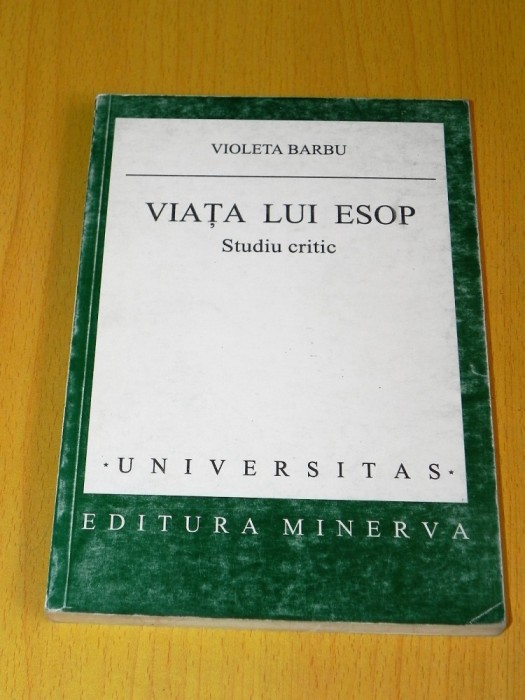 VIOLETA BARBU
VIAȚA LUI ESOP
Studiu critic
⋆ UNIVERSITAS ⋆
EDITURA MINERVA